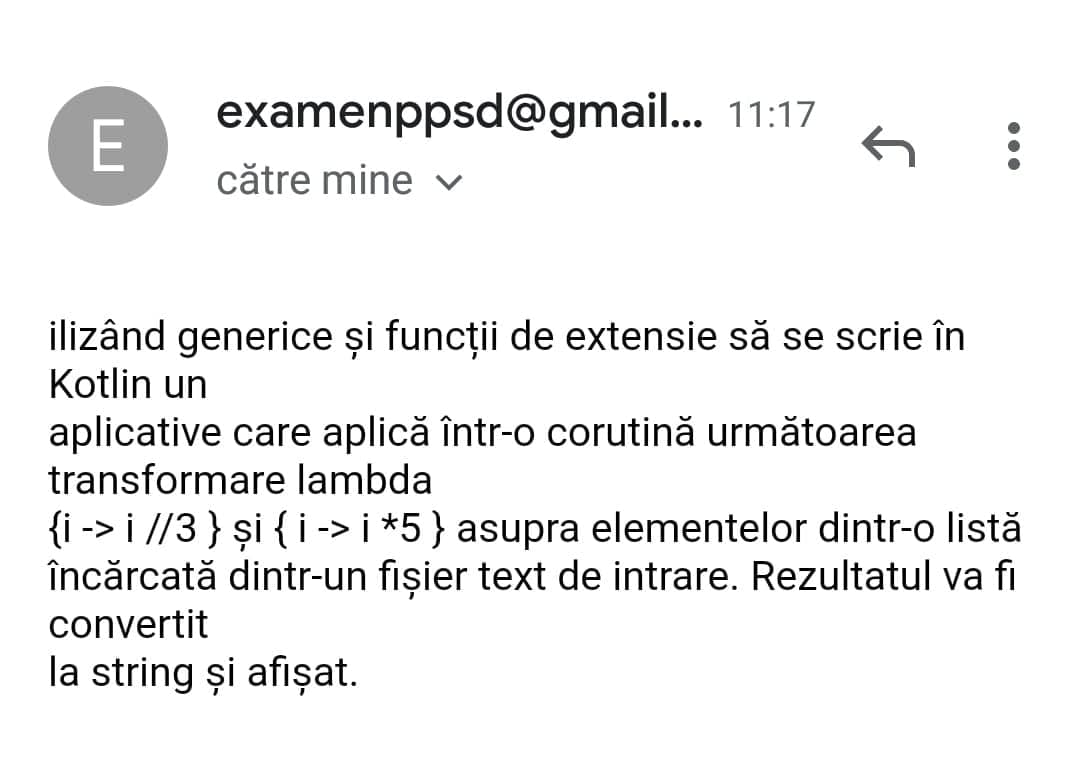 E
examenppsd@gmail... 11:17
către mine
ilizând generice și funcții de extensie să se scrie în
Kotlin un
aplicative care aplică într-o corutină următoarea
transformare lambda
{i -> i //3 } și { i -> i *5 } asupra elementelor dintr-o listă
încărcată dintr-un fișier text de intrare. Rezultatul va fi
convertit
la string și afișat.